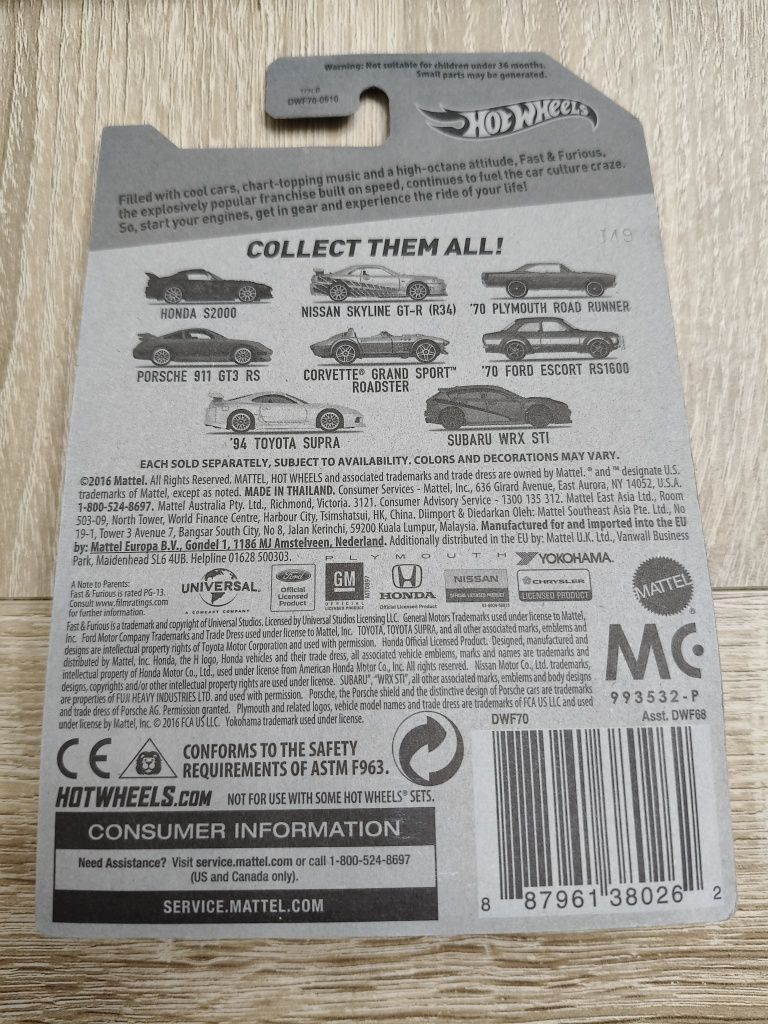 Warning: Not suitable for children under 36 months.
Small parts may be generated.
DWF70-0610
Hot Wheels
Filled with cool cars, chart-topping music and a high-octane attitude, Fast & Furious,
the explosively popular franchise built on speed, continues to fuel the car culture craze.
So, start your engines, get in gear and experience the ride of your life!
COLLECT THEM ALL!
HONDA S2000
NISSAN SKYLINE GT-R (R34)
'70 PLYMOUTH ROAD RUNNER
PORSCHE 911 GT3 RS
CORVETTE® GRAND SPORT™
ROADSTER
'70 FORD ESCORT RS1600
'94 TOYOTA SUPRA
SUBARU WRX STI
EACH SOLD SEPARATELY, SUBJECT TO AVAILABILITY. COLORS AND DECORATIONS MAY VARY.
©2016 Mattel. All Rights Reserved. MATTEL, HOT WHEELS and associated trademarks and trade dress are owned by Mattel. ® and ™ designate U.S.
trademarks of Mattel, except as noted. MADE IN THAILAND. Consumer Services - Mattel, Inc., 636 Girard Avenue, East Aurora, NY 14052, U.S.A.
1-800-524-8697. Mattel Australia Pty. Ltd., Richmond, Victoria. 3121. Consumer Advisory Service - 1300 135 312. Mattel East Asia Ltd., Room
503-09, North Tower, World Finance Centre, Harbour City, Tsimshatsui, HK, China. Diimport & Diedarkan Oleh: Mattel Southeast Asia Pte. Ltd., No
19-1, Tower 3 Avenue 7, Bangsar South City, No 8, Jalan Kerinchi, 59200 Kuala Lumpur, Malaysia. Manufactured for and imported into the EU
by: Mattel Europa B.V., Gondel 1, 1186 MJ Amstelveen, Nederland. Additionally distributed in the EU by: Mattel U.K. Ltd., Vanwall Business
Park, Maidenhead SL6 4UB. Helpline 01628 500303.
PLYMOUTH
YOKOHAMA.
A Note to Parents:
Fast & Furious is rated PG-13.
Consult www.filmratings.com
for further information.
UNIVERSAL
A COMCAST COMPANY
Ford
Official
Licensed
Product
GM
OFFICIAL
LICENSED PRODUCT
HONDA
Official Licensed Product
NISSAN
OFFICIAL LICENSED PRODUCT
CHRYSLER
LICENSED PRODUCT
MATTEL
Fast & Furious is a trademark and copyright of Universal Studios. Licensed by Universal Studios Licensing LLC. General Motors Trademarks used under license to Mattel,
Inc. Ford Motor Company Trademarks and Trade Dress used under license to Mattel, Inc. TOYOTA, TOYOTA SUPRA, and all other associated marks, emblems and
designs are intellectual property rights of Toyota Motor Corporation and used with permission. Honda Official Licensed Product. Designed, manufactured and
distributed by Mattel, Inc. Honda, the H logo, Honda vehicles and their trade dress, all associated vehicle emblems, marks and names are trademarks and
intellectual property of Honda Motor Co., Ltd., used under license from American Honda Motor Co., Inc. All rights reserved. Nissan Motor Co., Ltd. trademarks,
designs, copyrights and/or other intellectual property rights are used under license. SUBARU®, "WRX STI", all other associated marks, emblems and body designs
are properties of FUJI HEAVY INDUSTRIES LTD. and used with permission. Porsche, the Porsche shield and the distinctive design of Porsche cars are trademarks
and trade dress of Porsche AG. Permission granted. Plymouth and related logos, vehicle model names and trade dress are trademarks of FCA US LLC and used
under license by Mattel, Inc. © 2016 FCA US LLC. Yokohama trademark used under license.
MC
993532-P
DWF70
Asst. DWF68
CE
CONFORMS TO THE SAFETY
REQUIREMENTS OF ASTM F963.
HOTWHEELS.COM
NOT FOR USE WITH SOME HOT WHEELS® SETS.
CONSUMER INFORMATION
Need Assistance? Visit service.mattel.com or call 1-800-524-8697
(US and Canada only).
SERVICE.MATTEL.COM
8 87961 38026 2